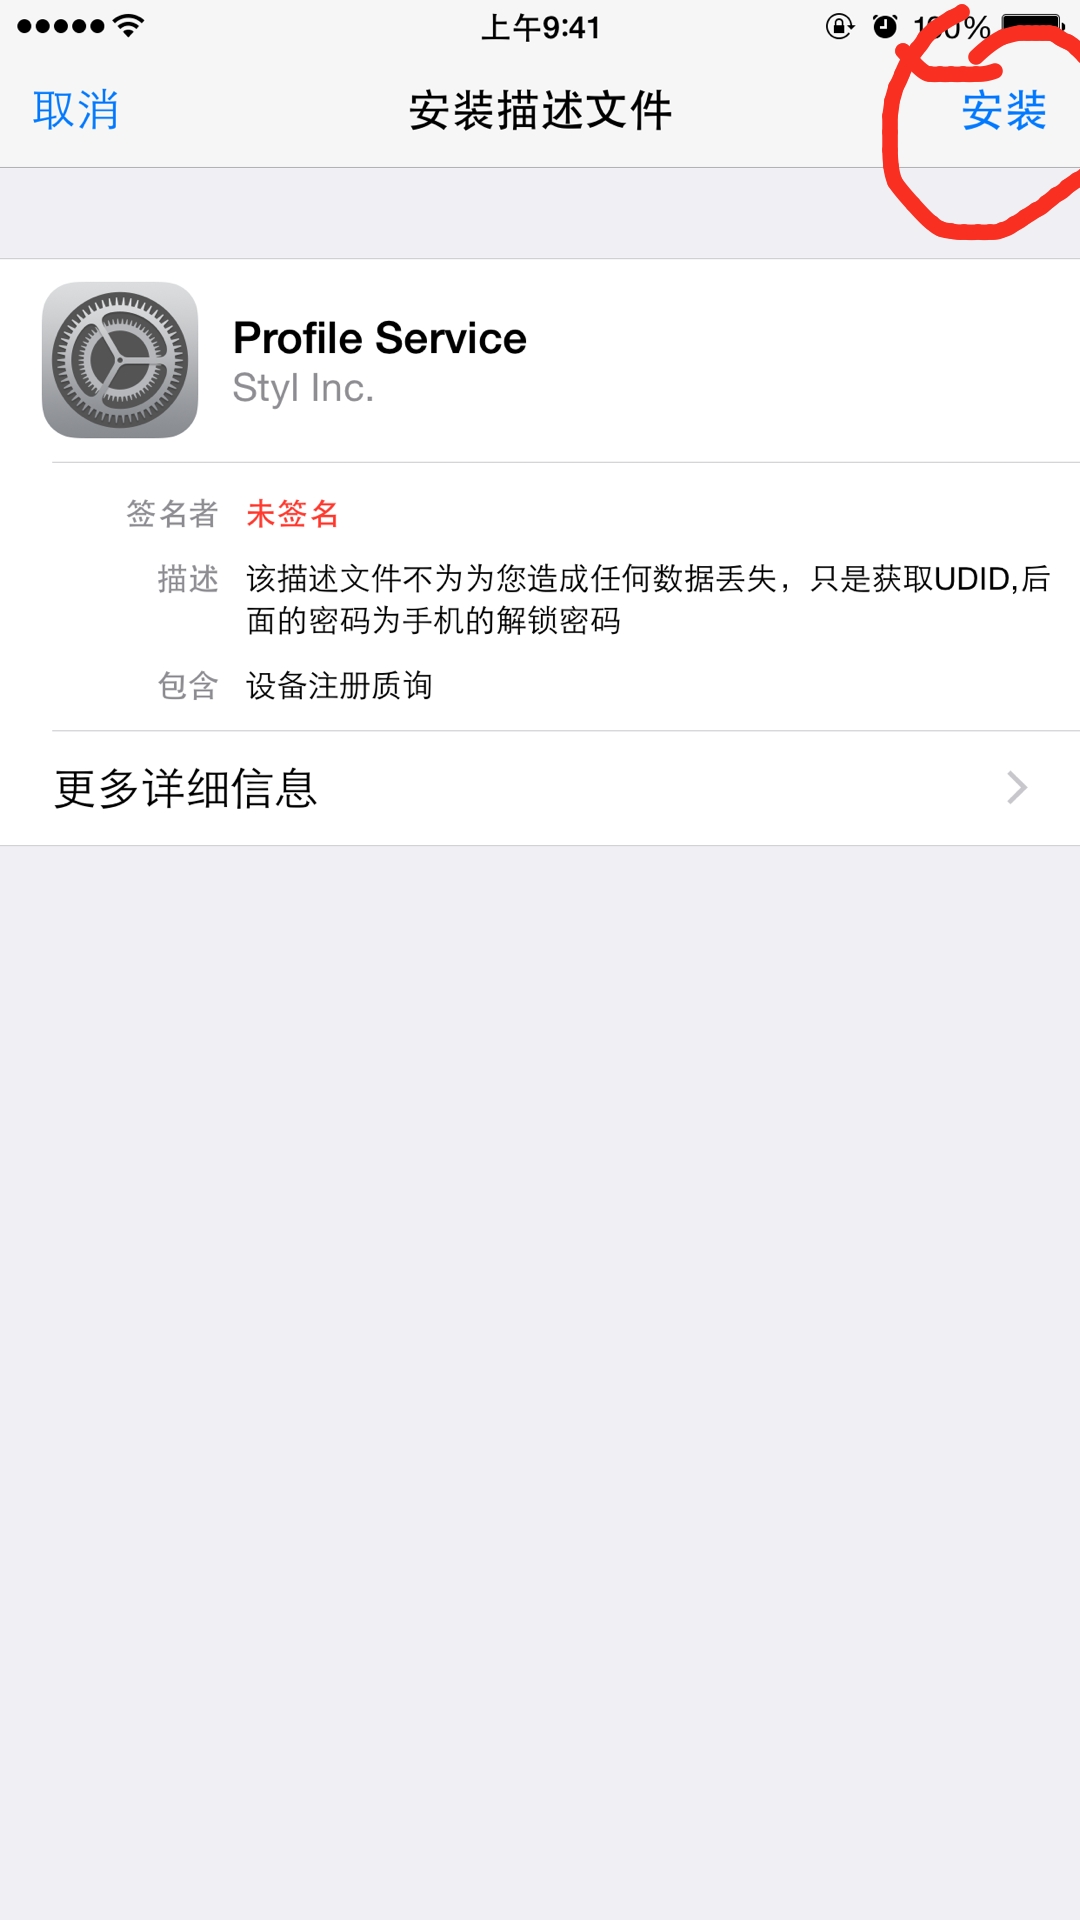 上午9:41
100%
取消
安装描述文件
安装
Profile Service
Styl Inc.
签名者 未签名
描述 该描述文件不为为您造成任何数据丢失，只是获取UDID,后
面的密码为手机的解锁密码
包含 设备注册质询
更多详细信息